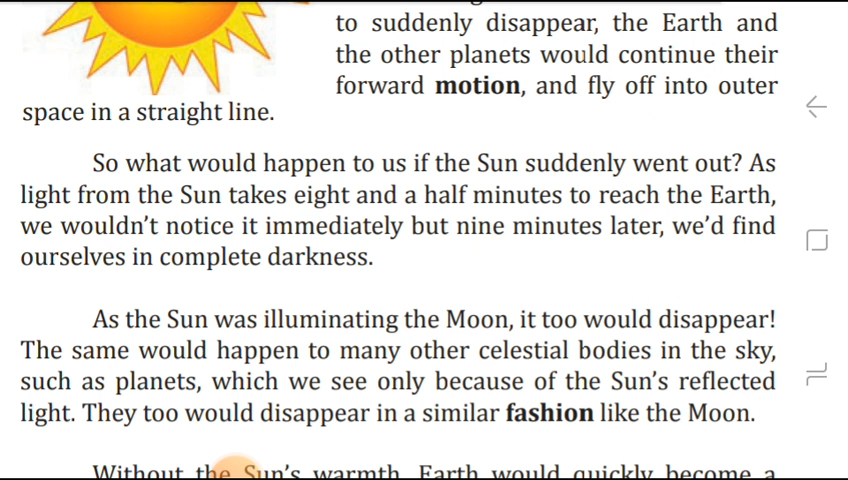 to suddenly disappear, the Earth and
the other planets would continue their
forward motion, and fly off into outer
space in a straight line.
So what would happen to us if the Sun suddenly went out? As
light from the Sun takes eight and a half minutes to reach the Earth,
we wouldn't notice it immediately but nine minutes later, we'd find
ourselves in complete darkness.
As the Sun was illuminating the Moon, it too would disappear!
The same would happen to many other celestial bodies in the sky,
such as planets, which we see only because of the Sun's reflected
light. They too would disappear in a similar fashion like the Moon.
Without the Sun's warmth, Earth would quickly become a